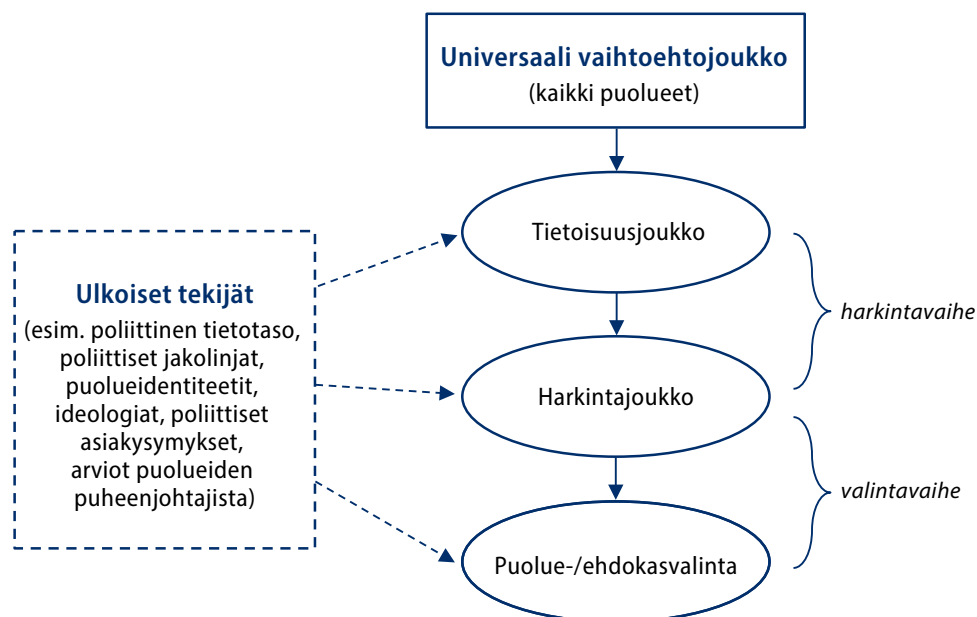 Universaali vaihtoehtojoukko
(kaikki puolueet)
Tietoisuusjoukko
Ulkoiset tekijät
(esim. poliittinen tietotaso,
poliittiset jakolinjat,
puolueidentiteetit,
ideologiat, poliittiset
asiakysymykset,
arviot puolueiden
puheenjohtajista)
harkintavaihe
Harkintajoukko
valintavaihe
Puolue-/ehdokasvalinta